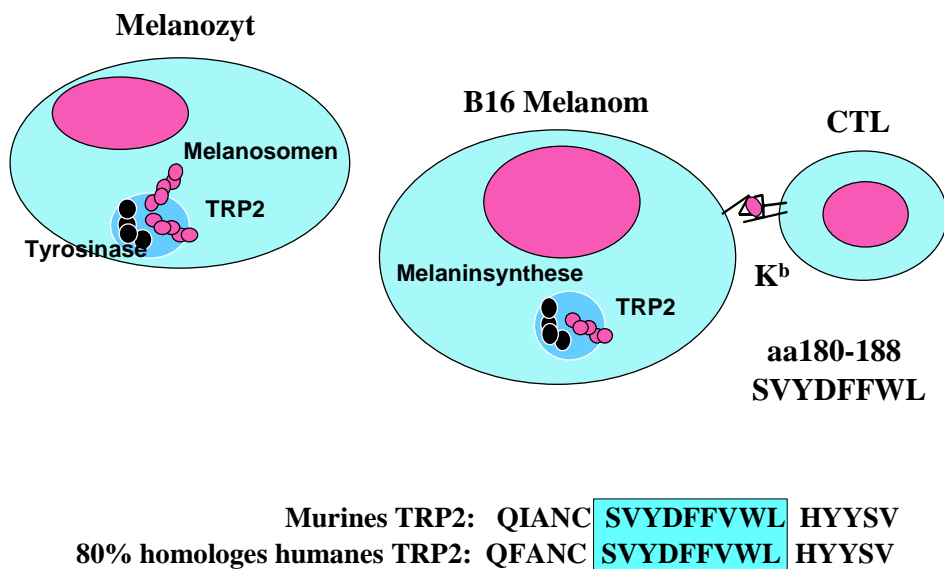 Melanozyt
Melanosomen
TRP2
Tyrosinase
B16 Melanom
Melaninsynthese
TRP2
CTL
Kᵇ
aa180-188
SVYDFFWL
Murines TRP2: QIANC SVYDFFVWL HYYSV
80% homologes humanes TRP2: QFANC SVYDFFVWL HYYSV